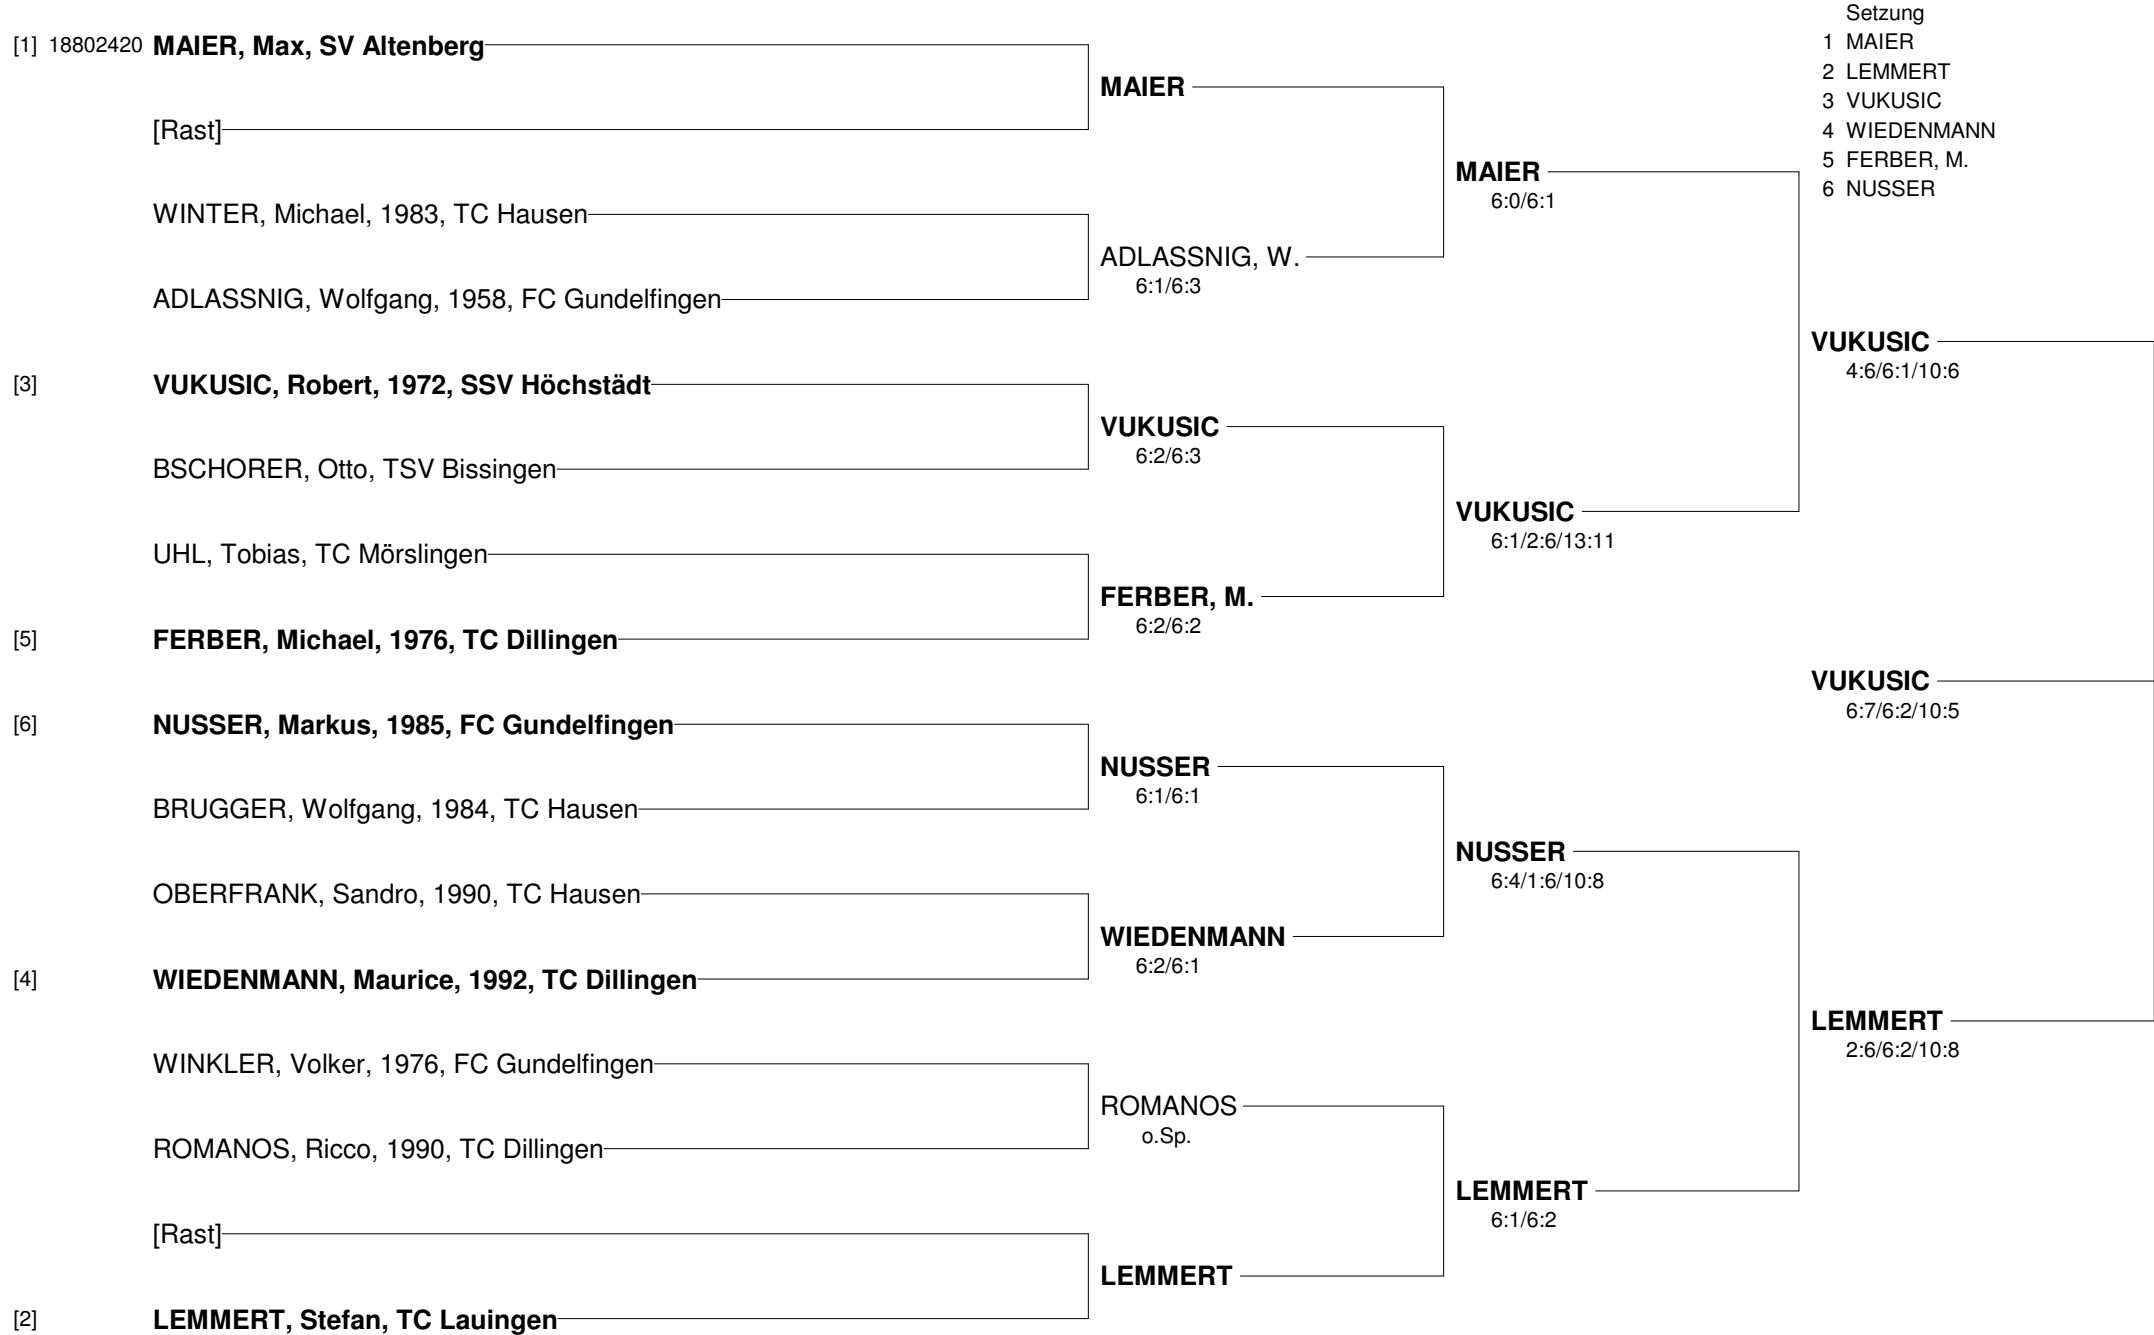 Setzung
1 MAIER
2 LEMMERT
3 VUKUSIC
4 WIEDENMANN
5 FERBER, M.
6 NUSSER
[1] 18802420 MAIER, Max, SV Altenberg
[Rast]
WINTER, Michael, 1983, TC Hausen
ADLASSNIG, Wolfgang, 1958, FC Gundelfingen
[3] VUKUSIC, Robert, 1972, SSV Höchstädt
BSCHORER, Otto, TSV Bissingen
UHL, Tobias, TC Mörslingen
[5] FERBER, Michael, 1976, TC Dillingen
[6] NUSSER, Markus, 1985, FC Gundelfingen
BRUGGER, Wolfgang, 1984, TC Hausen
OBERFRANK, Sandro, 1990, TC Hausen
[4] WIEDENMANN, Maurice, 1992, TC Dillingen
WINKLER, Volker, 1976, FC Gundelfingen
ROMANOS, Ricco, 1990, TC Dillingen
[Rast]
[2] LEMMERT, Stefan, TC Lauingen
MAIER
ADLASSNIG, W.
6:1/6:3
VUKUSIC
6:2/6:3
FERBER, M.
6:2/6:2
NUSSER
6:1/6:1
WIEDENMANN
6:2/6:1
ROMANOS
o.Sp.
LEMMERT
MAIER
6:0/6:1
VUKUSIC
6:1/2:6/13:11
NUSSER
6:4/1:6/10:8
LEMMERT
6:1/6:2
VUKUSIC
4:6/6:1/10:6
VUKUSIC
6:7/6:2/10:5
LEMMERT
2:6/6:2/10:8